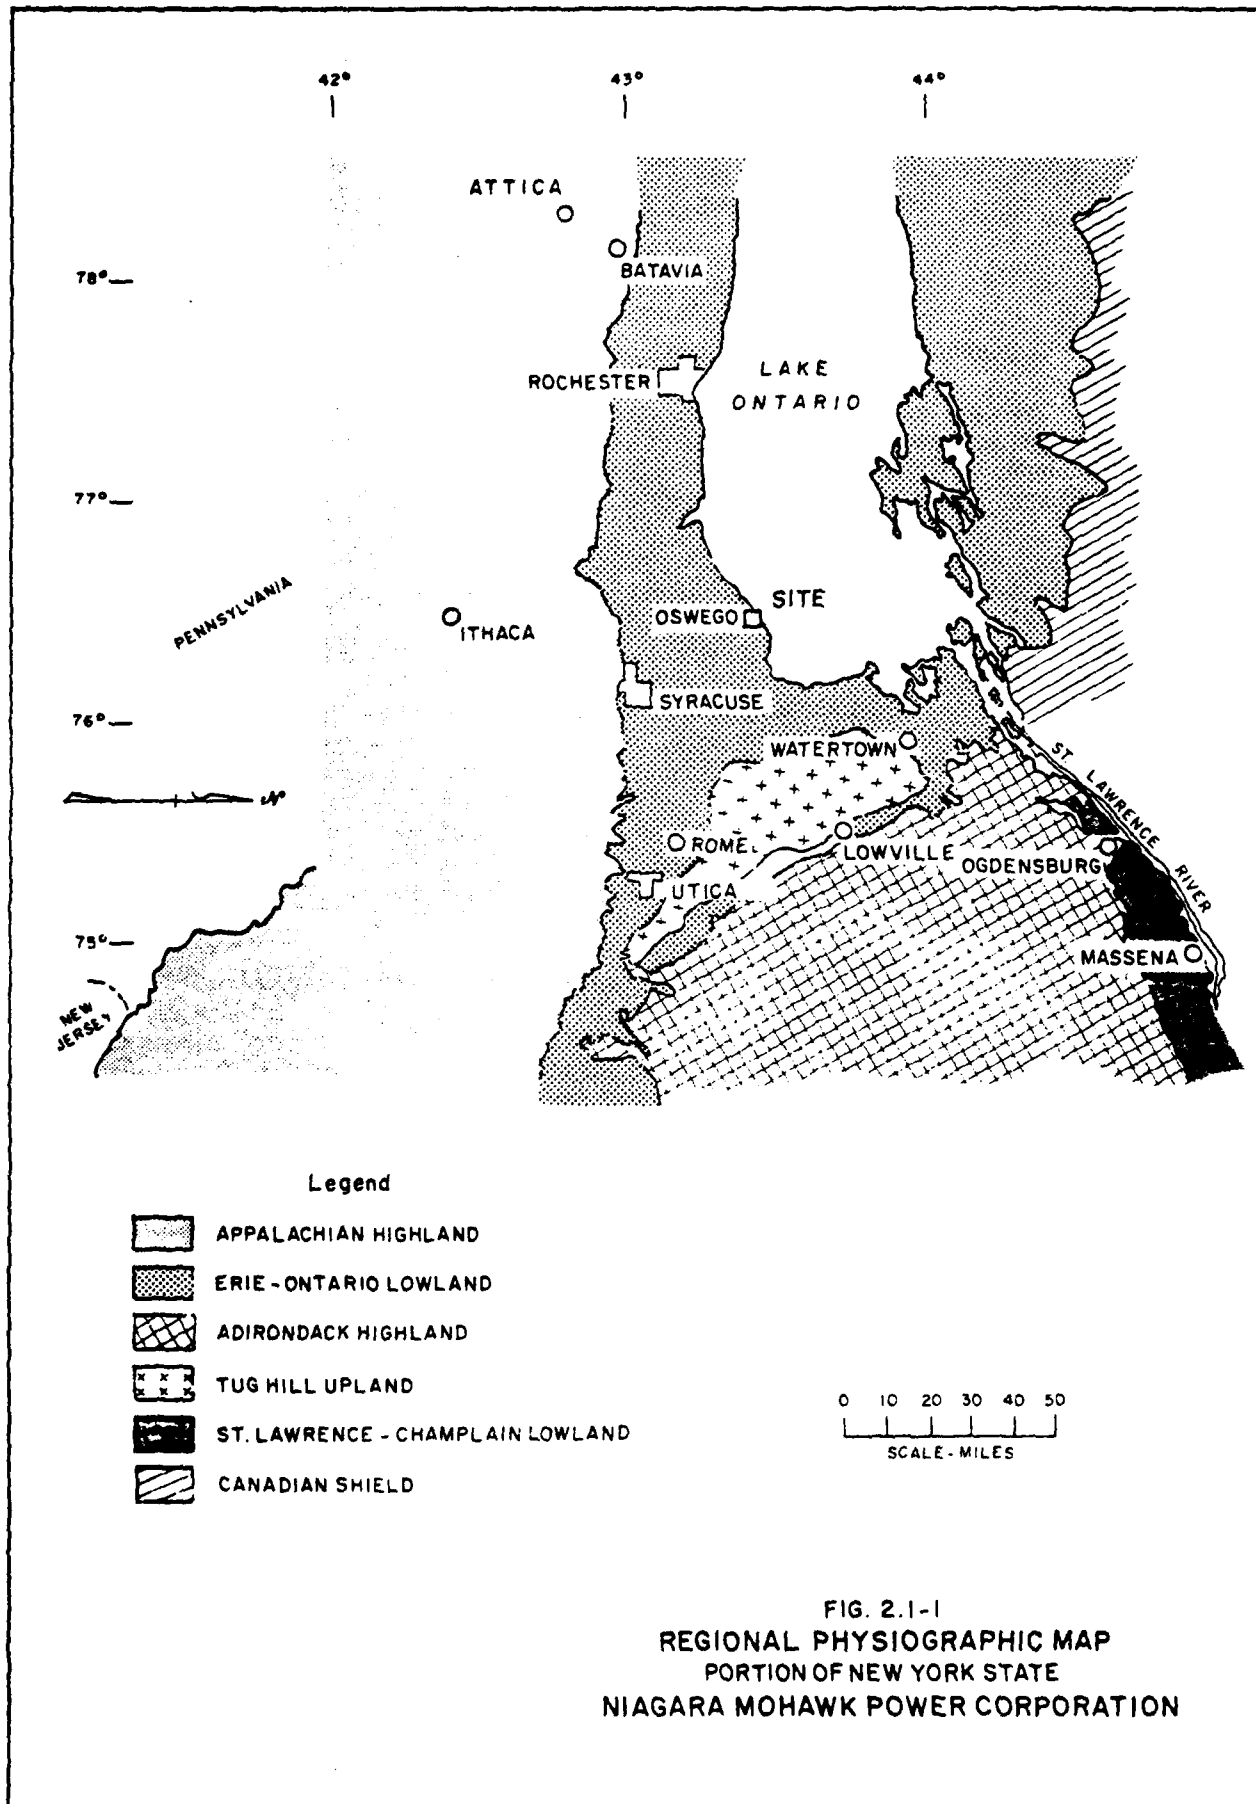 42°
43°
44°
ATTICA
78°
BATAVIA
ROCHESTER
LAKE
ONTARIO
77°
PENNSYLVANIA
ITHACA
OSWEGO
SITE
SYRACUSE
76°
WATERTOWN
ST. LAWRENCE RIVER
N
ROME
LOWVILLE
OGDENSBURG
UTICA
75°
MASSENA
NEW
JERSEY
Legend
APPALACHIAN HIGHLAND
ERIE-ONTARIO LOWLAND
ADIRONDACK HIGHLAND
TUG HILL UPLAND
ST. LAWRENCE - CHAMPLAIN LOWLAND
CANADIAN SHIELD
0 10 20 30 40 50
SCALE - MILES
FIG. 2.1-1
REGIONAL PHYSIOGRAPHIC MAP
PORTION OF NEW YORK STATE
NIAGARA MOHAWK POWER CORPORATION